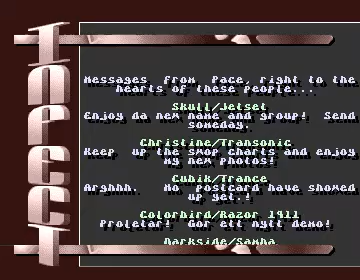 Infect
Messages from Pace, right to the
hearts of these people...
Skull/Jetset
Enjoy da new name and group! Send
someday.
Christine/Transonic
Keep up the smop charts and enjoy
my new photos!
Cubik/Trance
Arghhh. No postcard have showed
up yet.!
Colorbird/Razor 1911
Proletar! Gör ett nytt demo!
Darkside/Samha